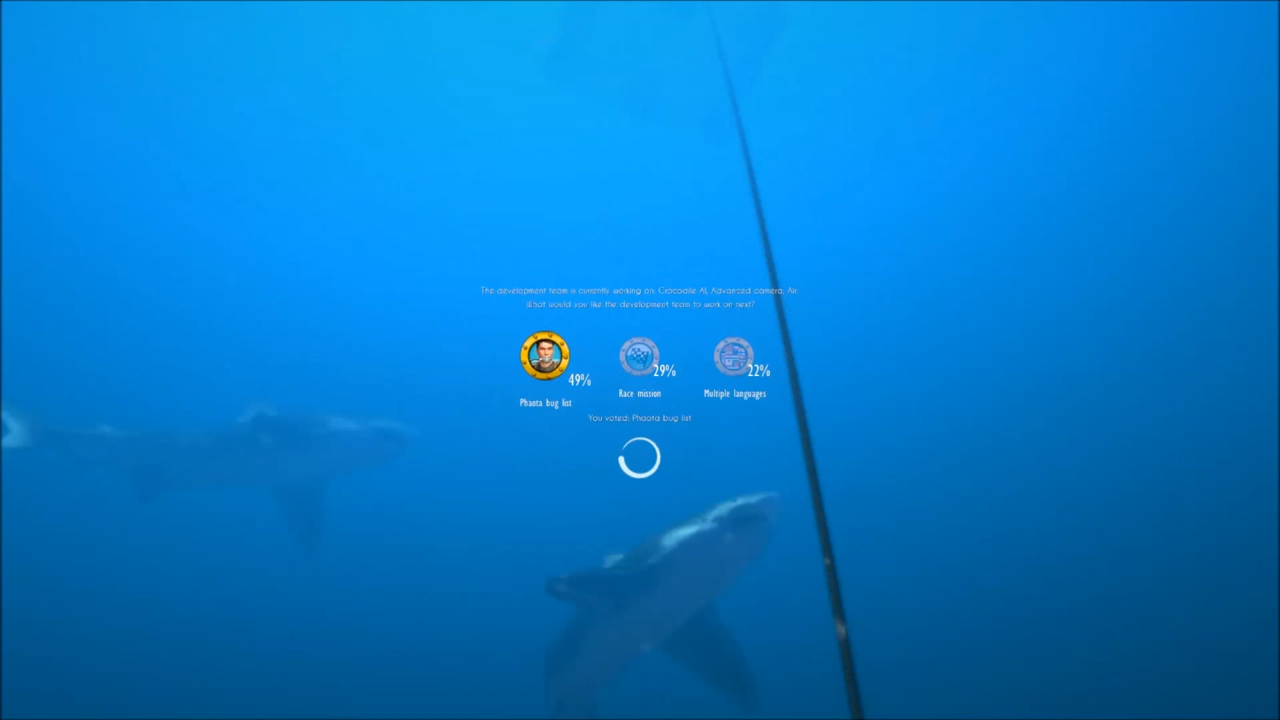 The development team is currently working on: Crocodile AI, Advanced camera, Air.
What would you like the development team to work on next?
49%
29%
22%
Phaota bug list
Race mission
Multiple languages
You voted: Phaota bug list